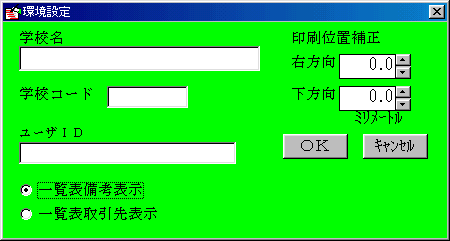 環境設定
学校名
印刷位置補正
右方向 0.0
学校コード
下方向 0.0
ミリメートル
ユーザID
OK
キャンセル
一覧表備考表示
一覧表取引先表示